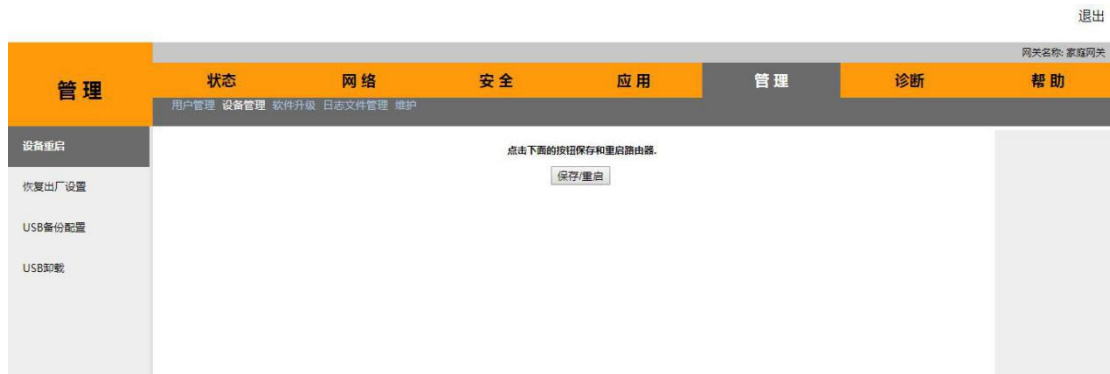 退出
网关名称: 家庭网关
管理
状态 网络 安全 应用 管理 诊断 帮助
用户管理 设备管理 软件升级 日志文件管理 维护
设备重启
点击下面的按钮保存和重启路由器.
保存/重启
恢复出厂设置
USB备份配置
USB卸载